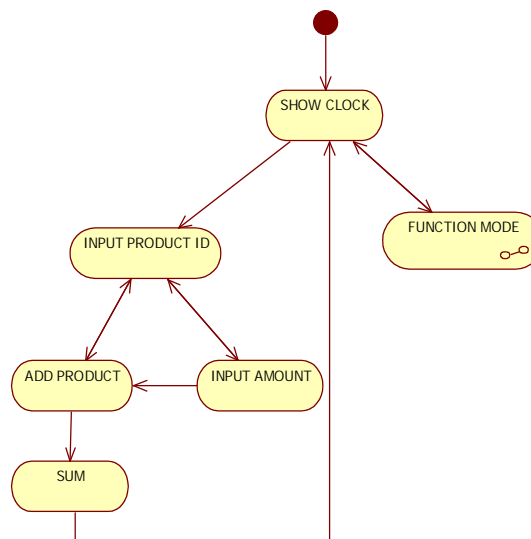 SHOW CLOCK
INPUT PRODUCT ID
FUNCTION MODE
ADD PRODUCT
INPUT AMOUNT
SUM